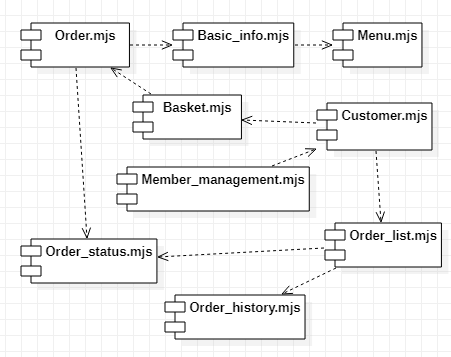 Order.mjs
Basic_info.mjs
Menu.mjs
Basket.mjs
Customer.mjs
Member_management.mjs
Order_status.mjs
Order_list.mjs
Order_history.mjs